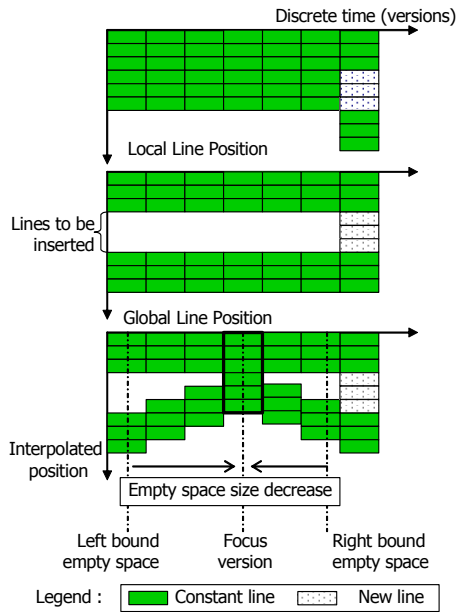 Discrete time (versions)
Local Line Position
Lines to be
inserted
Global Line Position
Interpolated
position
Empty space size decrease
Left bound
empty space
Focus
version
Right bound
empty space
Legend :
Constant line
New line